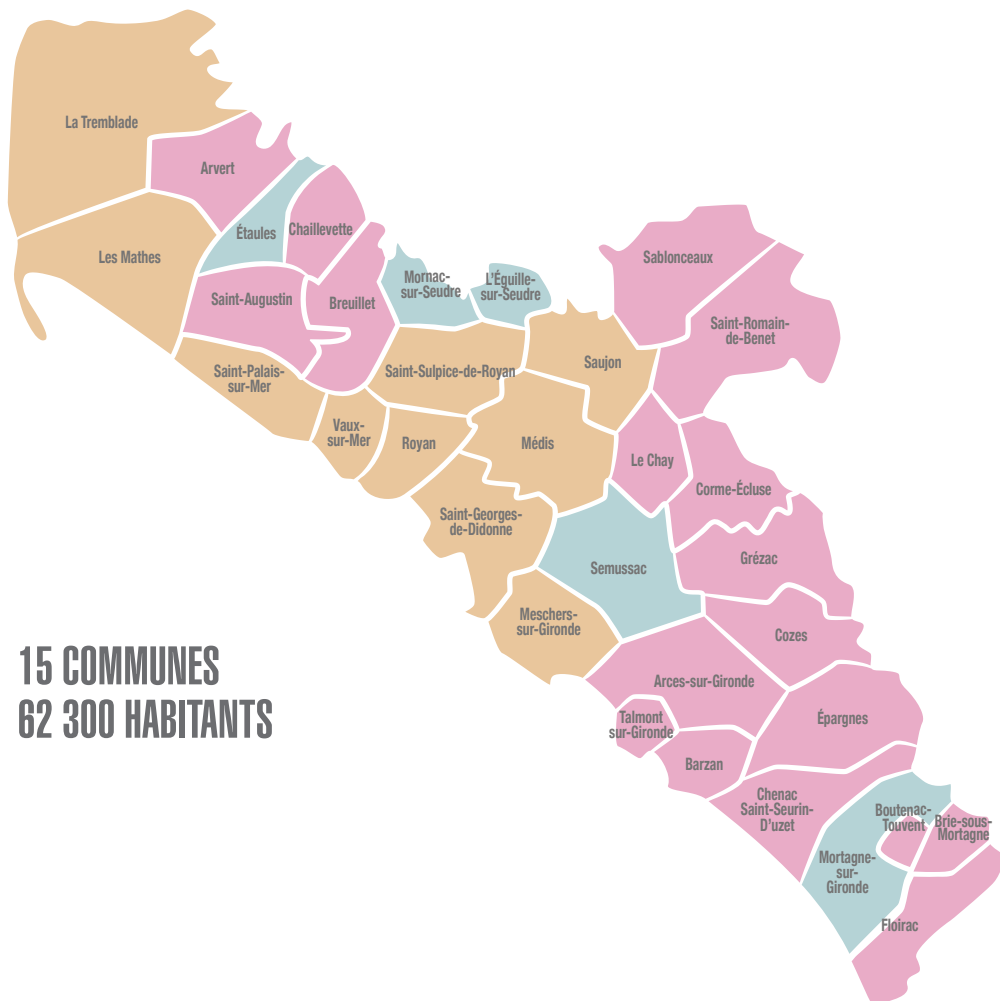 La Tremblade
Arvert
Étaules
Chaillevette
Les Mathes
Mornac-
sur-Seudre
L'Éguille-
sur-Seudre
Sablonceaux
Saint-Augustin
Breuillet
Saint-Romain-
de-Benet
Saint-Palais-
sur-Mer
Saint-Sulpice-de-Royan
Saujon
Vaux-
sur-Mer
Royan
Médis
Le Chay
Corme-Écluse
Saint-Georges-
de-Didonne
Semussac
Grézac
Meschers-
sur-Gironde
Cozes
15 COMMUNES
62 300 HABITANTS
Arces-sur-Gironde
Talmont
sur-Gironde
Épargnes
Barzan
Chenac
Saint-Seurin-
D'uzet
Boutenac-
Touvent
Brie-sous-
Mortagne
Mortagne-
sur-
Gironde
Floirac